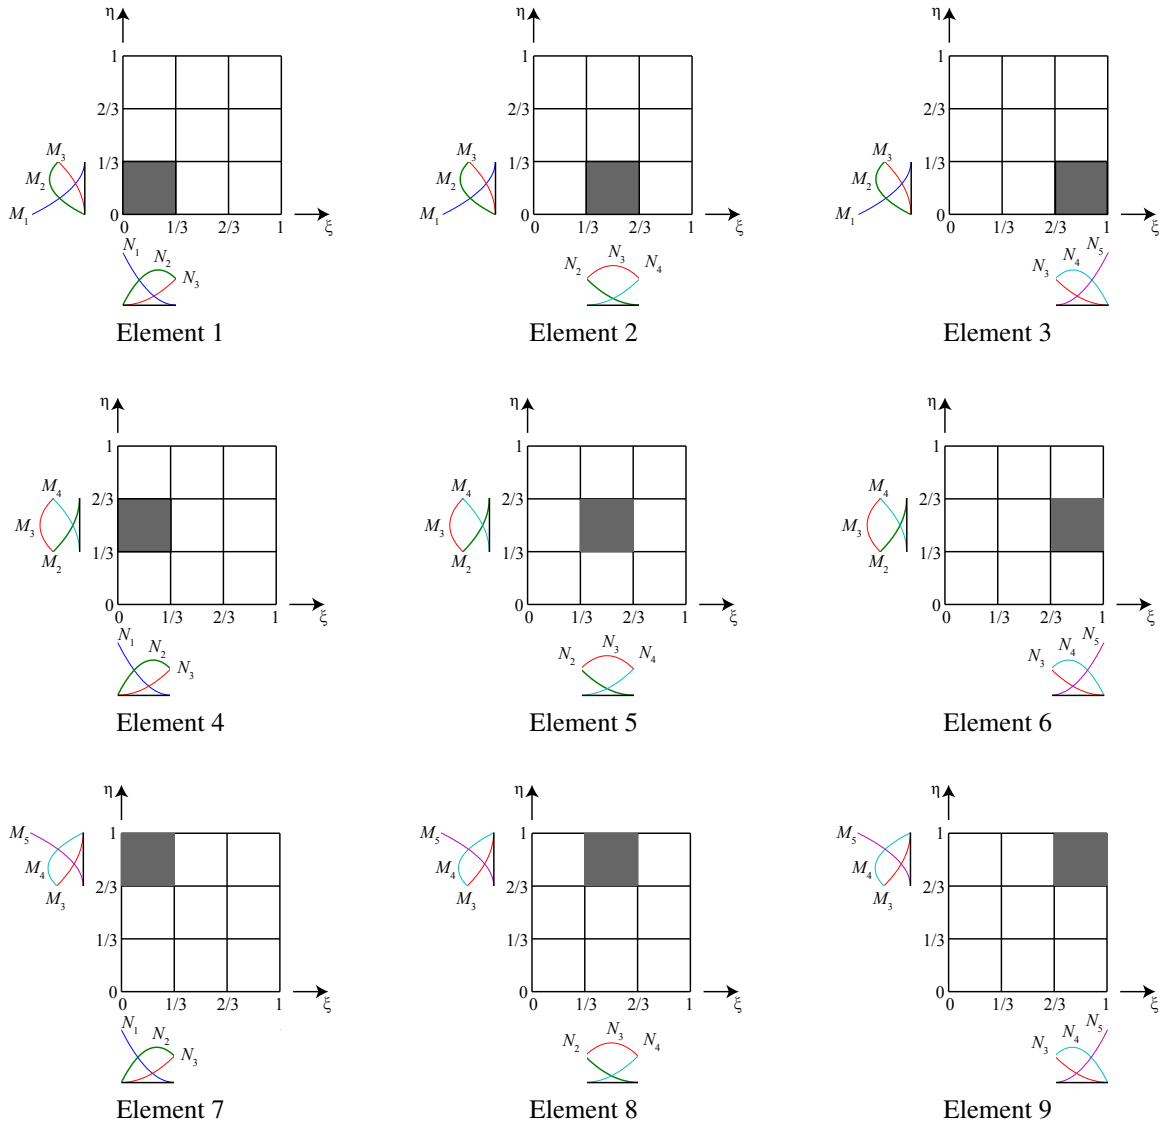 η
1
2/3
M3
1/3
M2
M1
0
0 1/3 2/3 1 ξ
N1
N2
N3
Element 1
η
1
2/3
M3
1/3
M2
M1
0
0 1/3 2/3 1 ξ
N2 N3 N4
Element 2
η
1
2/3
M3
1/3
M2
M1
0
0 1/3 2/3 1 ξ
N5
N3 N4
Element 3
η
1
M4
2/3
M3
1/3
M2
0
0 1/3 2/3 1 ξ
N1
N2
N3
Element 4
η
1
M4
2/3
M3
1/3
M2
0
0 1/3 2/3 1 ξ
N2 N3 N4
Element 5
η
1
M4
2/3
M3
1/3
M2
0
0 1/3 2/3 1 ξ
N5
N3 N4
Element 6
η
M5
1
M4
2/3
M3
1/3
0
0 1/3 2/3 1 ξ
N1
N2
N3
Element 7
η
M5
1
M4
2/3
M3
1/3
0
0 1/3 2/3 1 ξ
N2 N3 N4
Element 8
η
M5
1
M4
2/3
M3
1/3
0
0 1/3 2/3 1 ξ
N5
N3 N4
Element 9